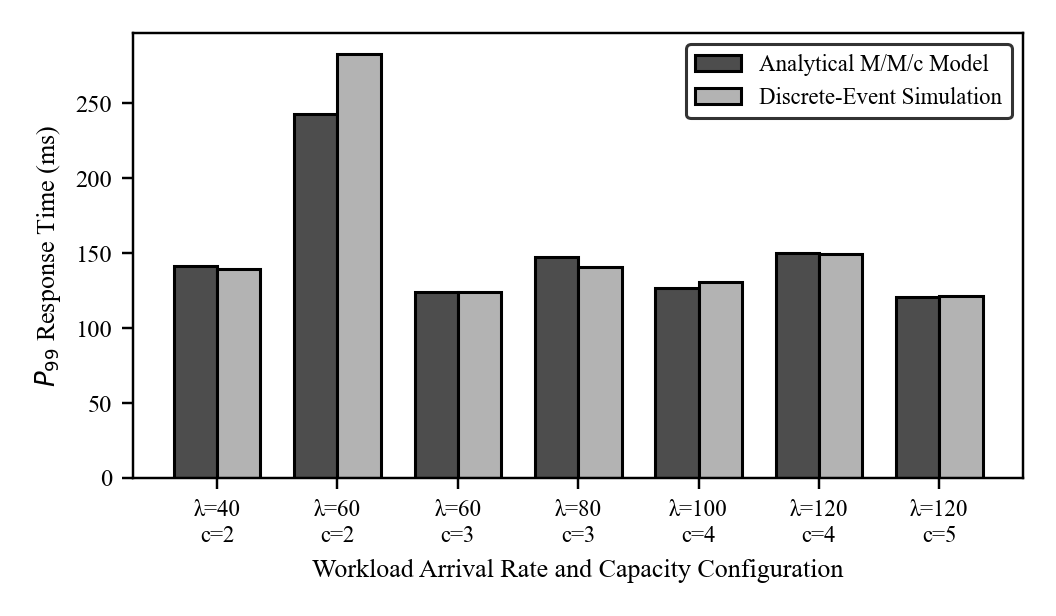 Analytical M/M/c Model
Discrete-Event Simulation
P99 Response Time (ms)
250
200
150
100
50
0
λ=40 λ=60 λ=60 λ=80 λ=100 λ=120 λ=120
c=2 c=2 c=3 c=3 c=4 c=4 c=5
Workload Arrival Rate and Capacity Configuration